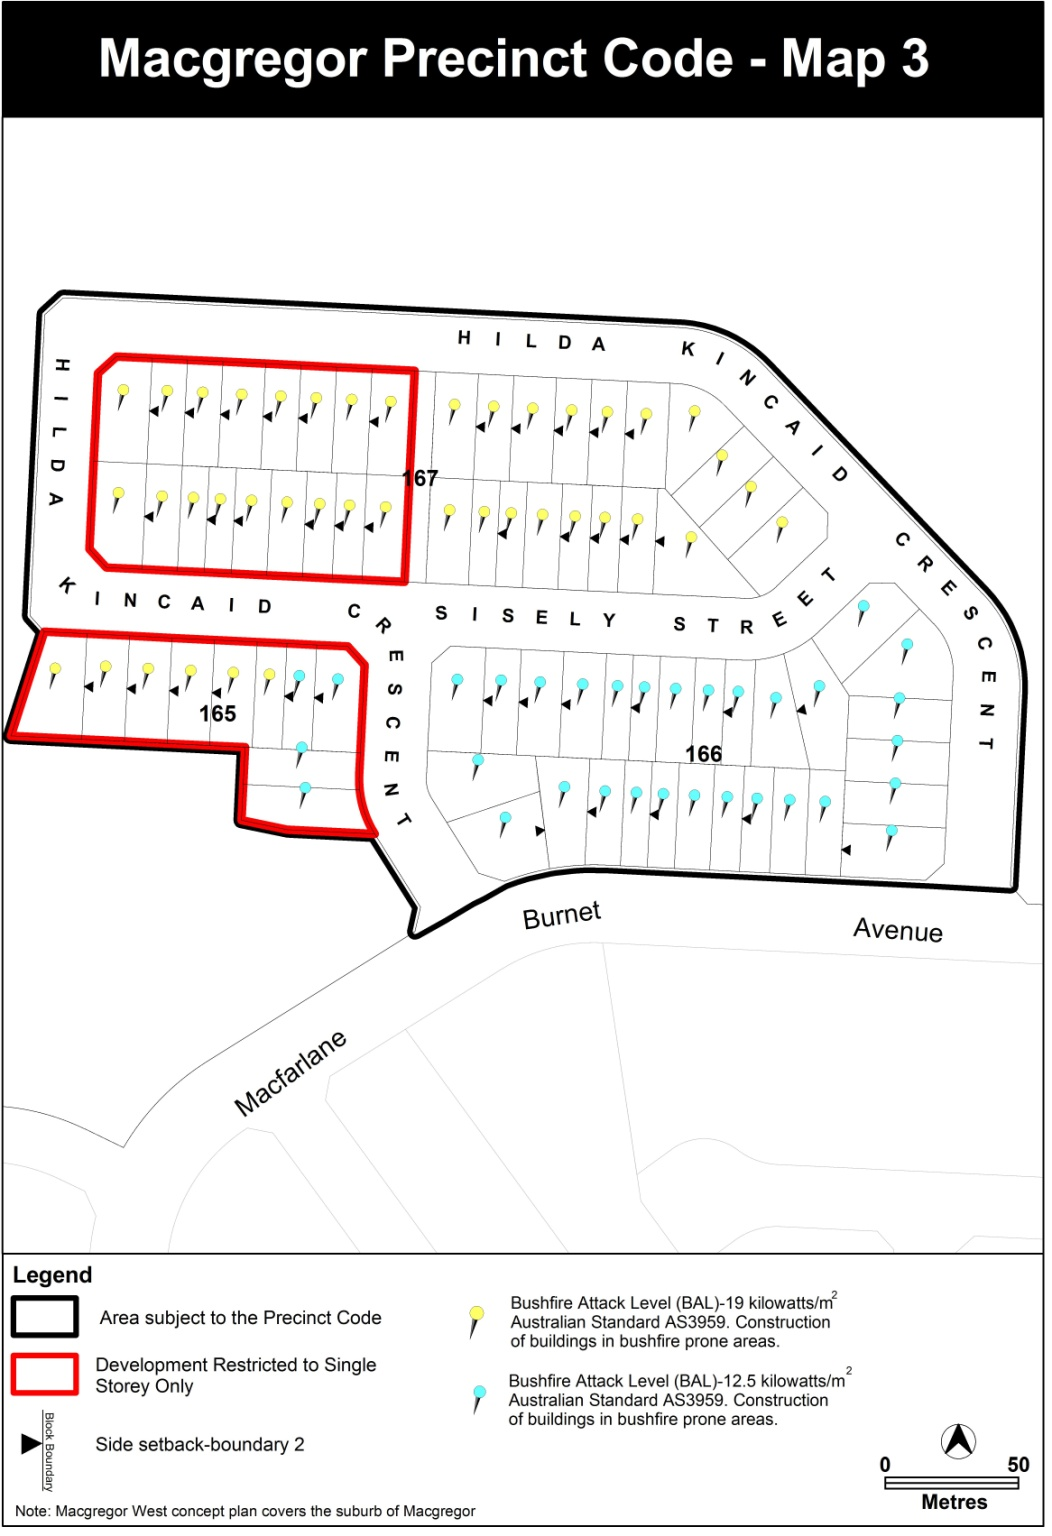 Macgregor Precinct Code - Map 3
HILDA KINCAID CRESCENT
HILDA
KINCAID CRESCENT
167
SISELY STREET
165
166
Burnet Avenue
Macfarlane
Legend
Area subject to the Precinct Code
Development Restricted to Single
Storey Only
Block Boundary
Side setback-boundary 2
Bushfire Attack Level (BAL)-19 kilowatts/m2
Australian Standard AS3959. Construction
of buildings in bushfire prone areas.
Bushfire Attack Level (BAL)-12.5 kilowatts/m2
Australian Standard AS3959. Construction
of buildings in bushfire prone areas.
0 50
Metres
Note: Macgregor West concept plan covers the suburb of Macgregor